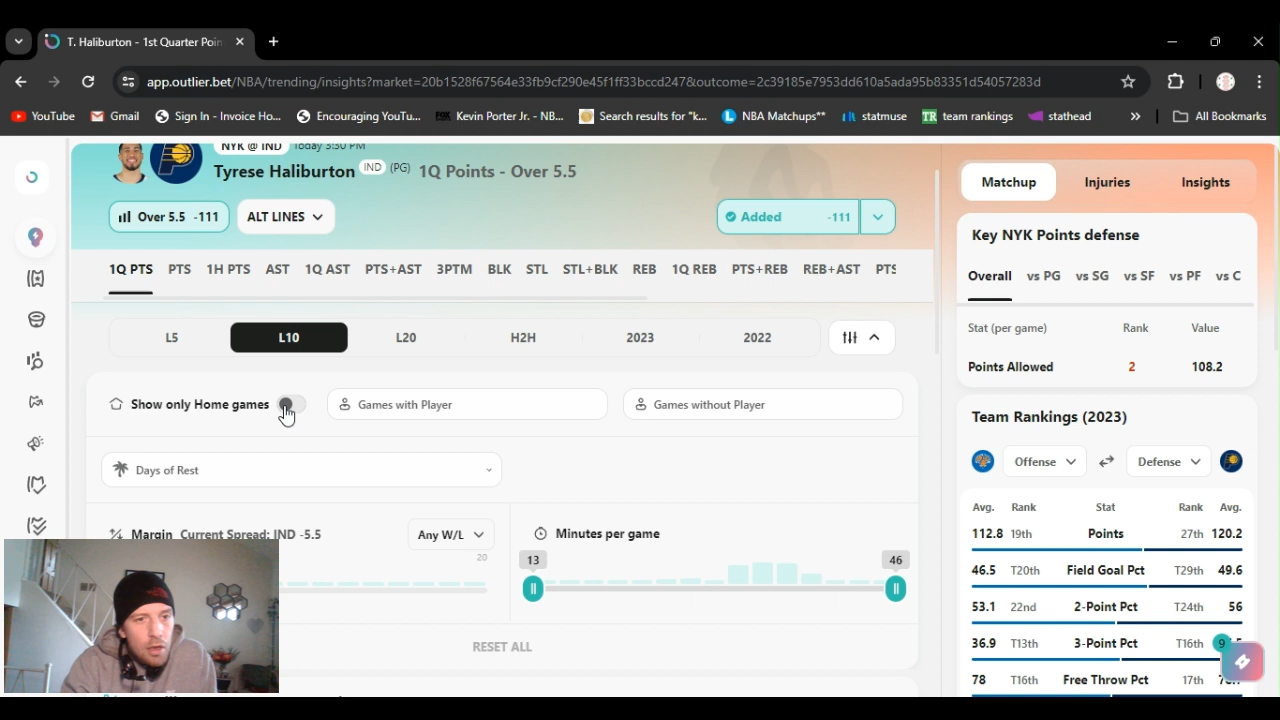 T. Haliburton - 1st Quarter Poin
app.outlier.bet/NBA/trending/insights?market=20b1528f67564e33fb9cf290e45f1ff33bccd247&outcome=2c39185e7953dd610a5ada95b83351d54057283d
YouTube Gmail Sign In - Invoice Ho... Encouraging YouTu... Kevin Porter Jr. - NB... Search results for "k... NBA Matchups** statmuse TR team rankings stathead » All Bookmarks
NYK @ IND Today 3:30 PM
Tyrese Haliburton IND (PG) 1Q Points - Over 5.5
Over 5.5 -111 ALT LINES Added -111
1Q PTS PTS 1H PTS AST 1Q AST PTS+AST 3PTM BLK STL STL+BLK REB 1Q REB PTS+REB REB+AST PTS
L5 L10 L20 H2H 2023 2022
Show only Home games Games with Player Games without Player
Days of Rest
Margin Current Spread: IND -5.5 Any W/L
20
Minutes per game
13 46
RESET ALL
Matchup Injuries Insights
Key NYK Points defense
Overall vs PG vs SG vs SF vs PF vs C
Stat (per game) Rank Value
Points Allowed 2 108.2
Team Rankings (2023)
Offense Defense
Avg. Rank Stat Rank Avg.
112.8 19th Points 27th 120.2
46.5 T20th Field Goal Pct T29th 49.6
53.1 22nd 2-Point Pct T24th 56
36.9 T13th 3-Point Pct T16th 9
78 T16th Free Throw Pct 17th